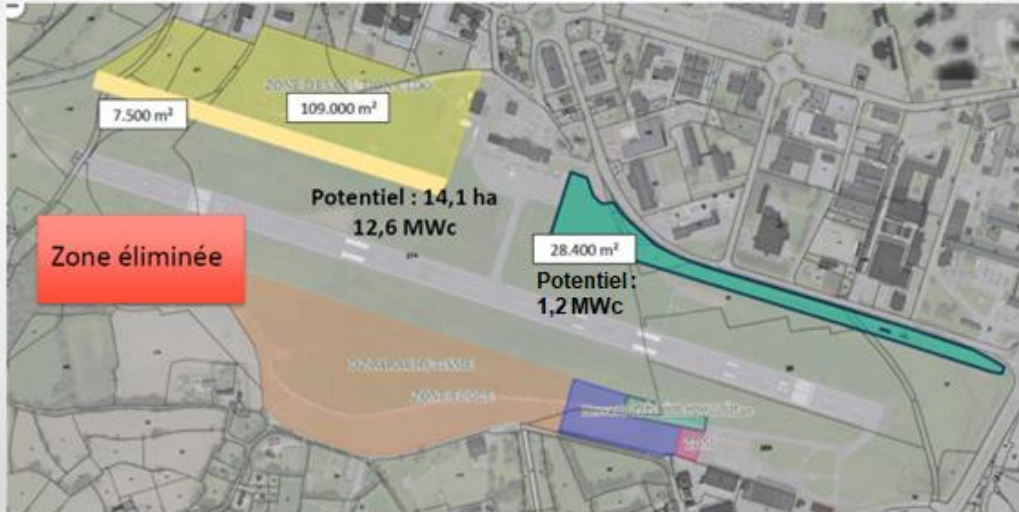 7.500 m²
109.000 m²
Potentiel : 14,1 ha
12,6 MWc
Zone éliminée
28.400 m²
Potentiel :
1,2 MWc